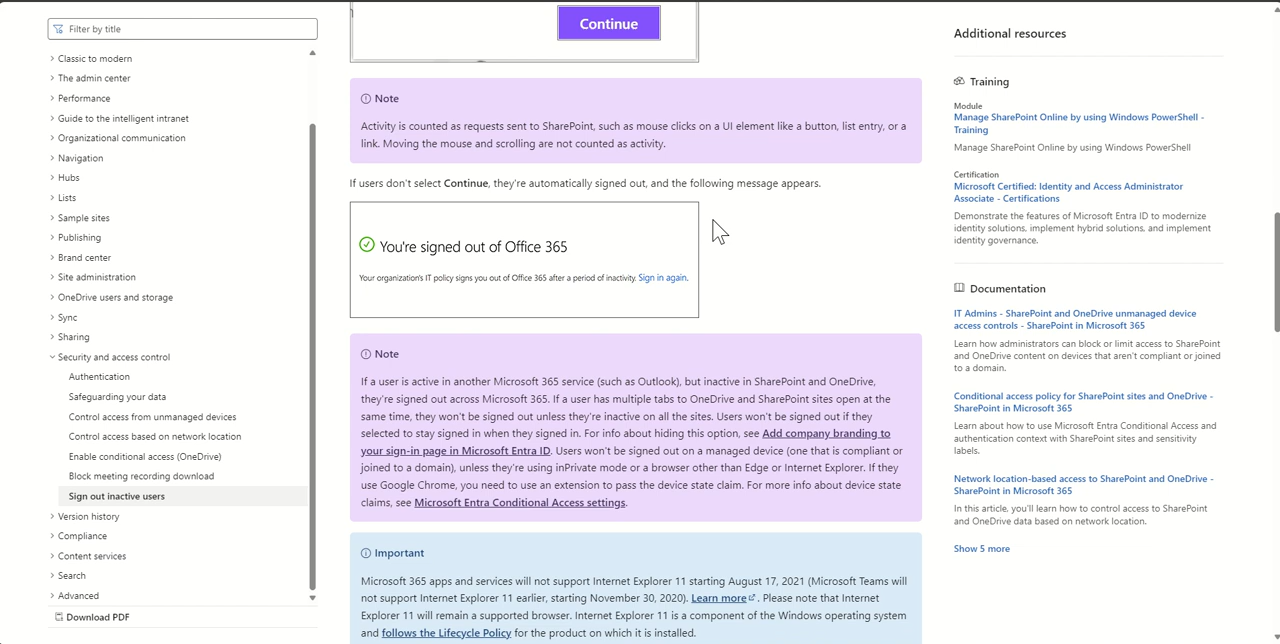 Filter by title
Classic to modern
The admin center
Performance
Guide to the intelligent intranet
Organizational communication
Navigation
Hubs
Lists
Sample sites
Publishing
Brand center
Site administration
OneDrive users and storage
Sync
Sharing
Security and access control
Authentication
Safeguarding your data
Control access from unmanaged devices
Control access based on network location
Enable conditional access (OneDrive)
Block meeting recording download
Sign out inactive users
Version history
Compliance
Content services
Search
Advanced
Download PDF
Continue
Note
Activity is counted as requests sent to SharePoint, such as mouse clicks on a UI element like a button, list entry, or a
link. Moving the mouse and scrolling are not counted as activity.
If users don't select Continue, they're automatically signed out, and the following message appears.
You're signed out of Office 365
Your organization's IT policy signs you out of Office 365 after a period of inactivity. Sign in again.
Note
If a user is active in another Microsoft 365 service (such as Outlook), but inactive in SharePoint and OneDrive,
they're signed out across Microsoft 365. If a user has multiple tabs to OneDrive and SharePoint sites open at the
same time, they won't be signed out unless they're inactive on all the sites. Users won't be signed out if they
selected to stay signed in when they signed in. For info about hiding this option, see Add company branding to
your sign-in page in Microsoft Entra ID. Users won't be signed out on a managed device (one that is compliant or
joined to a domain), unless they're using inPrivate mode or a browser other than Edge or Internet Explorer. If they
use Google Chrome, you need to use an extension to pass the device state claim. For more info about device state
claims, see Microsoft Entra Conditional Access settings.
Important
Microsoft 365 apps and services will not support Internet Explorer 11 starting August 17, 2021 (Microsoft Teams will
not support Internet Explorer 11 earlier, starting November 30, 2020). Learn more. Please note that Internet
Explorer 11 will remain a supported browser. Internet Explorer 11 is a component of the Windows operating system
and follows the Lifecycle Policy for the product on which it is installed.
Additional resources
Training
Module
Manage SharePoint Online by using Windows PowerShell -
Training
Manage SharePoint Online by using Windows PowerShell
Certification
Microsoft Certified: Identity and Access Administrator
Associate - Certifications
Demonstrate the features of Microsoft Entra ID to modernize
identity solutions, implement hybrid solutions, and implement
identity governance.
Documentation
IT Admins - SharePoint and OneDrive unmanaged device
access controls - SharePoint in Microsoft 365
Learn how administrators can block or limit access to SharePoint
and OneDrive content on devices that aren't compliant or joined
to a domain.
Conditional access policy for SharePoint sites and OneDrive -
SharePoint in Microsoft 365
Learn about how to use Microsoft Entra Conditional Access and
authentication context with SharePoint sites and sensitivity
labels.
Network location-based access to SharePoint and OneDrive -
SharePoint in Microsoft 365
In this article, you'll learn how to control access to SharePoint
and OneDrive data based on network location.
Show 5 more